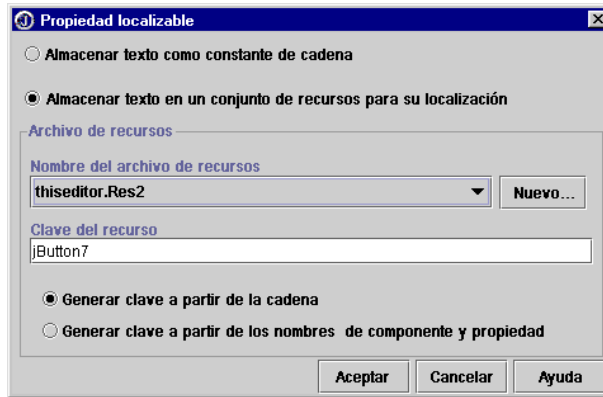 Propiedad localizable
Almacenar texto como constante de cadena
Almacenar texto en un conjunto de recursos para su localización
Archivo de recursos
Nombre del archivo de recursos
thiseditor.Res2
Nuevo...
Clave del recurso
jButton7
Generar clave a partir de la cadena
Generar clave a partir de los nombres de componente y propiedad
Aceptar Cancelar Ayuda